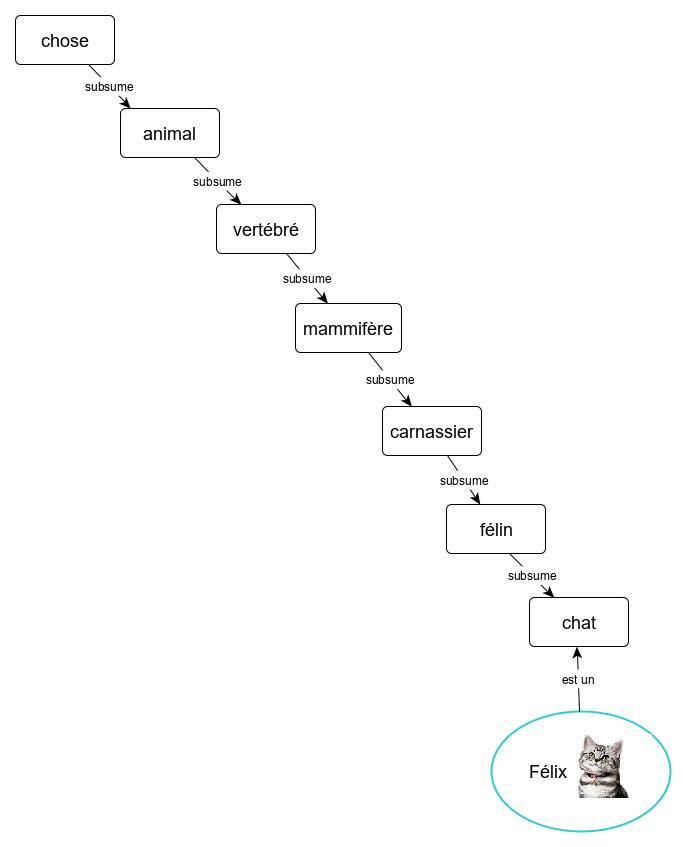 chose
subsume
animal
subsume
vertébré
subsume
mammifère
subsume
carnassier
subsume
félin
subsume
chat
est un
Félix